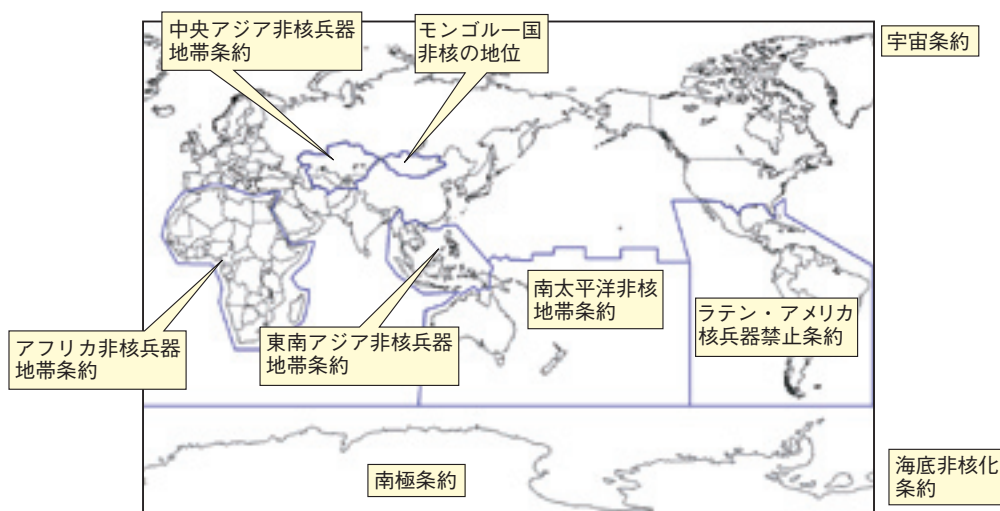 中央アジア非核兵器
地帯条約
モンゴル一国
非核の地位
宇宙条約
南太平洋非核
地帯条約
ラテン・アメリカ
核兵器禁止条約
アフリカ非核兵器
地帯条約
東南アジア非核兵器
地帯条約
南極条約
海底非核化
条約